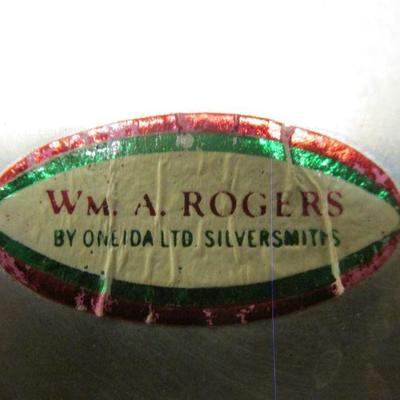 WM. A. ROGERS
BY ONEIDA LTD. SILVERSMITHS